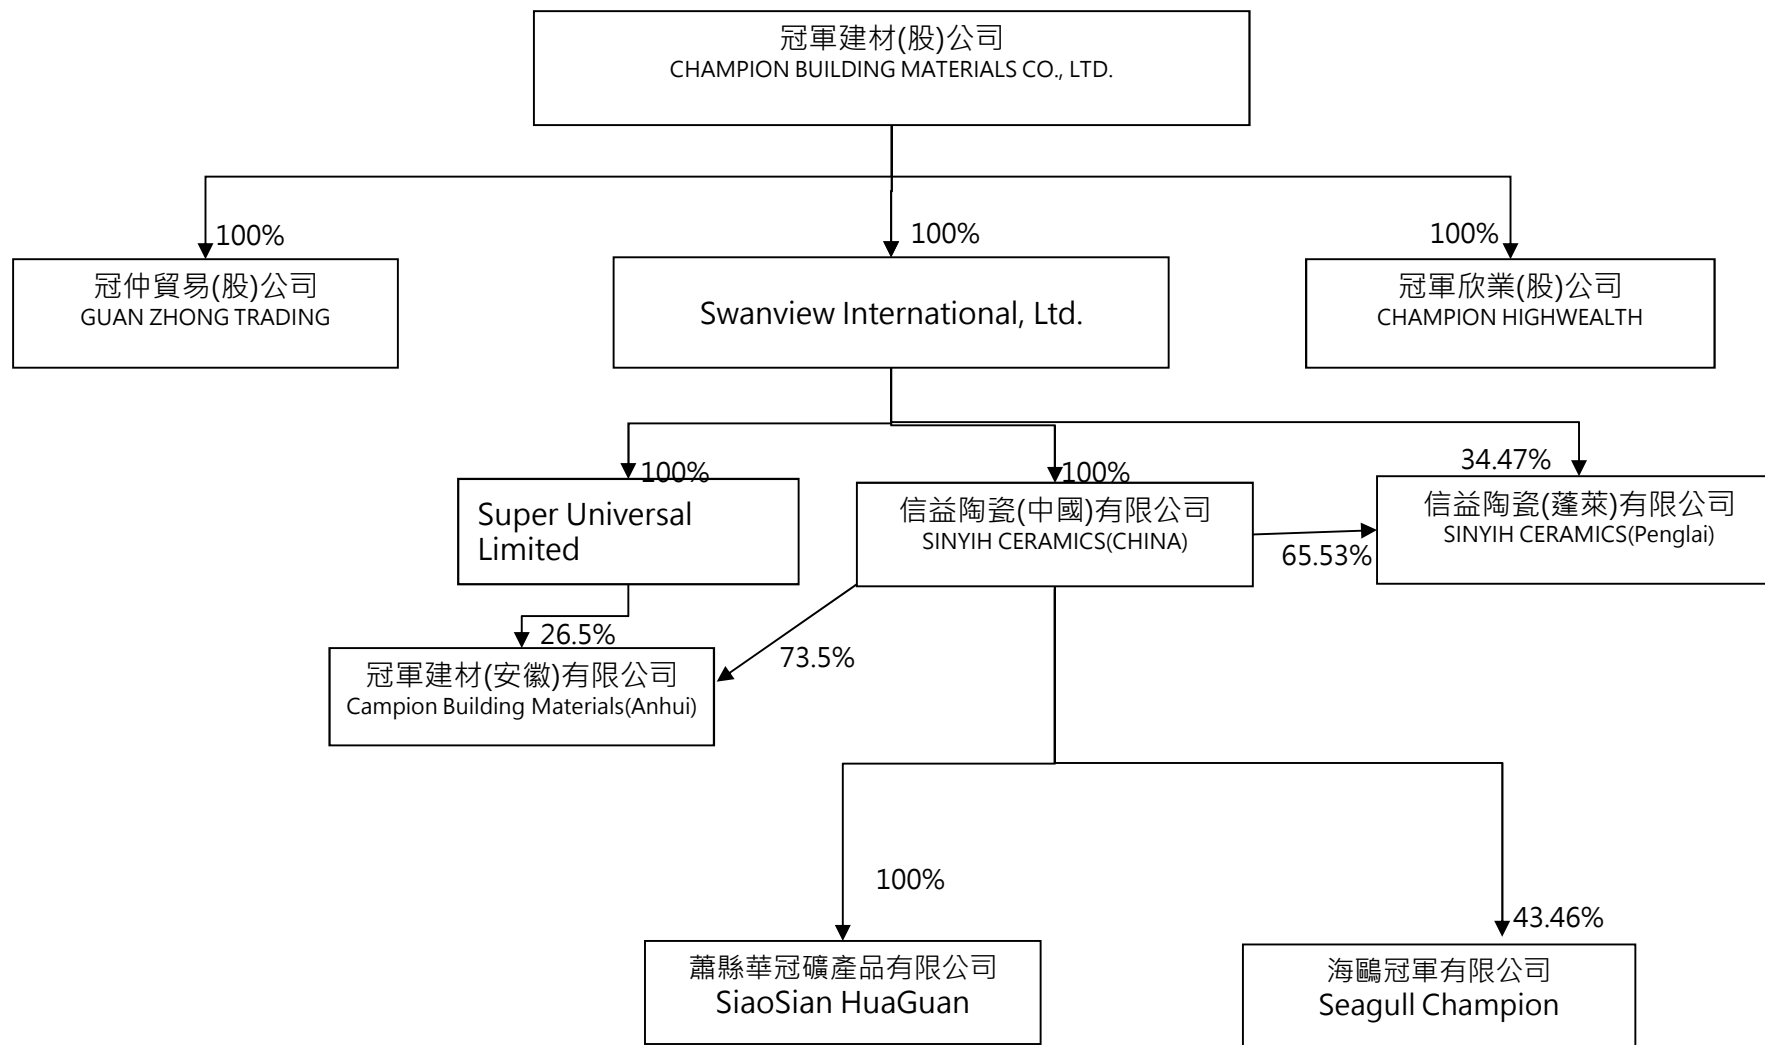 冠軍建材(股)公司
CHAMPION BUILDING MATERIALS CO., LTD.
100%
100%
100%
冠仲貿易(股)公司
GUAN ZHONG TRADING
Swanview International, Ltd.
冠軍欣業(股)公司
CHAMPION HIGHWEALTH
100%
100%
34.47%
Super Universal
Limited
信益陶瓷(中國)有限公司
SINYIH CERAMICS(CHINA)
信益陶瓷(蓬萊)有限公司
SINYIH CERAMICS(Penglai)
65.53%
26.5%
73.5%
冠軍建材(安徽)有限公司
Campion Building Materials(Anhui)
100%
43.46%
蕭縣華冠礦產品有限公司
SiaoSian HuaGuan
海鷗冠軍有限公司
Seagull Champion